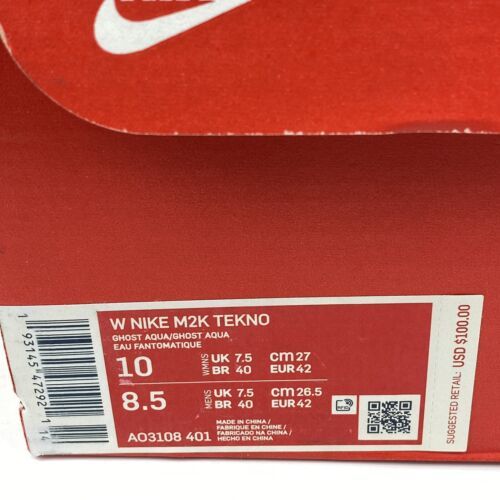 W NIKE M2K TEKNO
GHOST AQUA/GHOST AQUA
EAU FANTOMATIQUE
10 WMNS UK 7.5 cm 27
BR 40 EUR 42
8.5 MENS UK 7.5 cm 26.5
BR 40 EUR 42
AO3108 401
MADE IN CHINA /
FABRIQUE EN CHINE /
FABRICADO NA CHINA /
HECHO EN CHINA
1 93145 47292 1 4
SUGGESTED RETAIL: USD $100.00